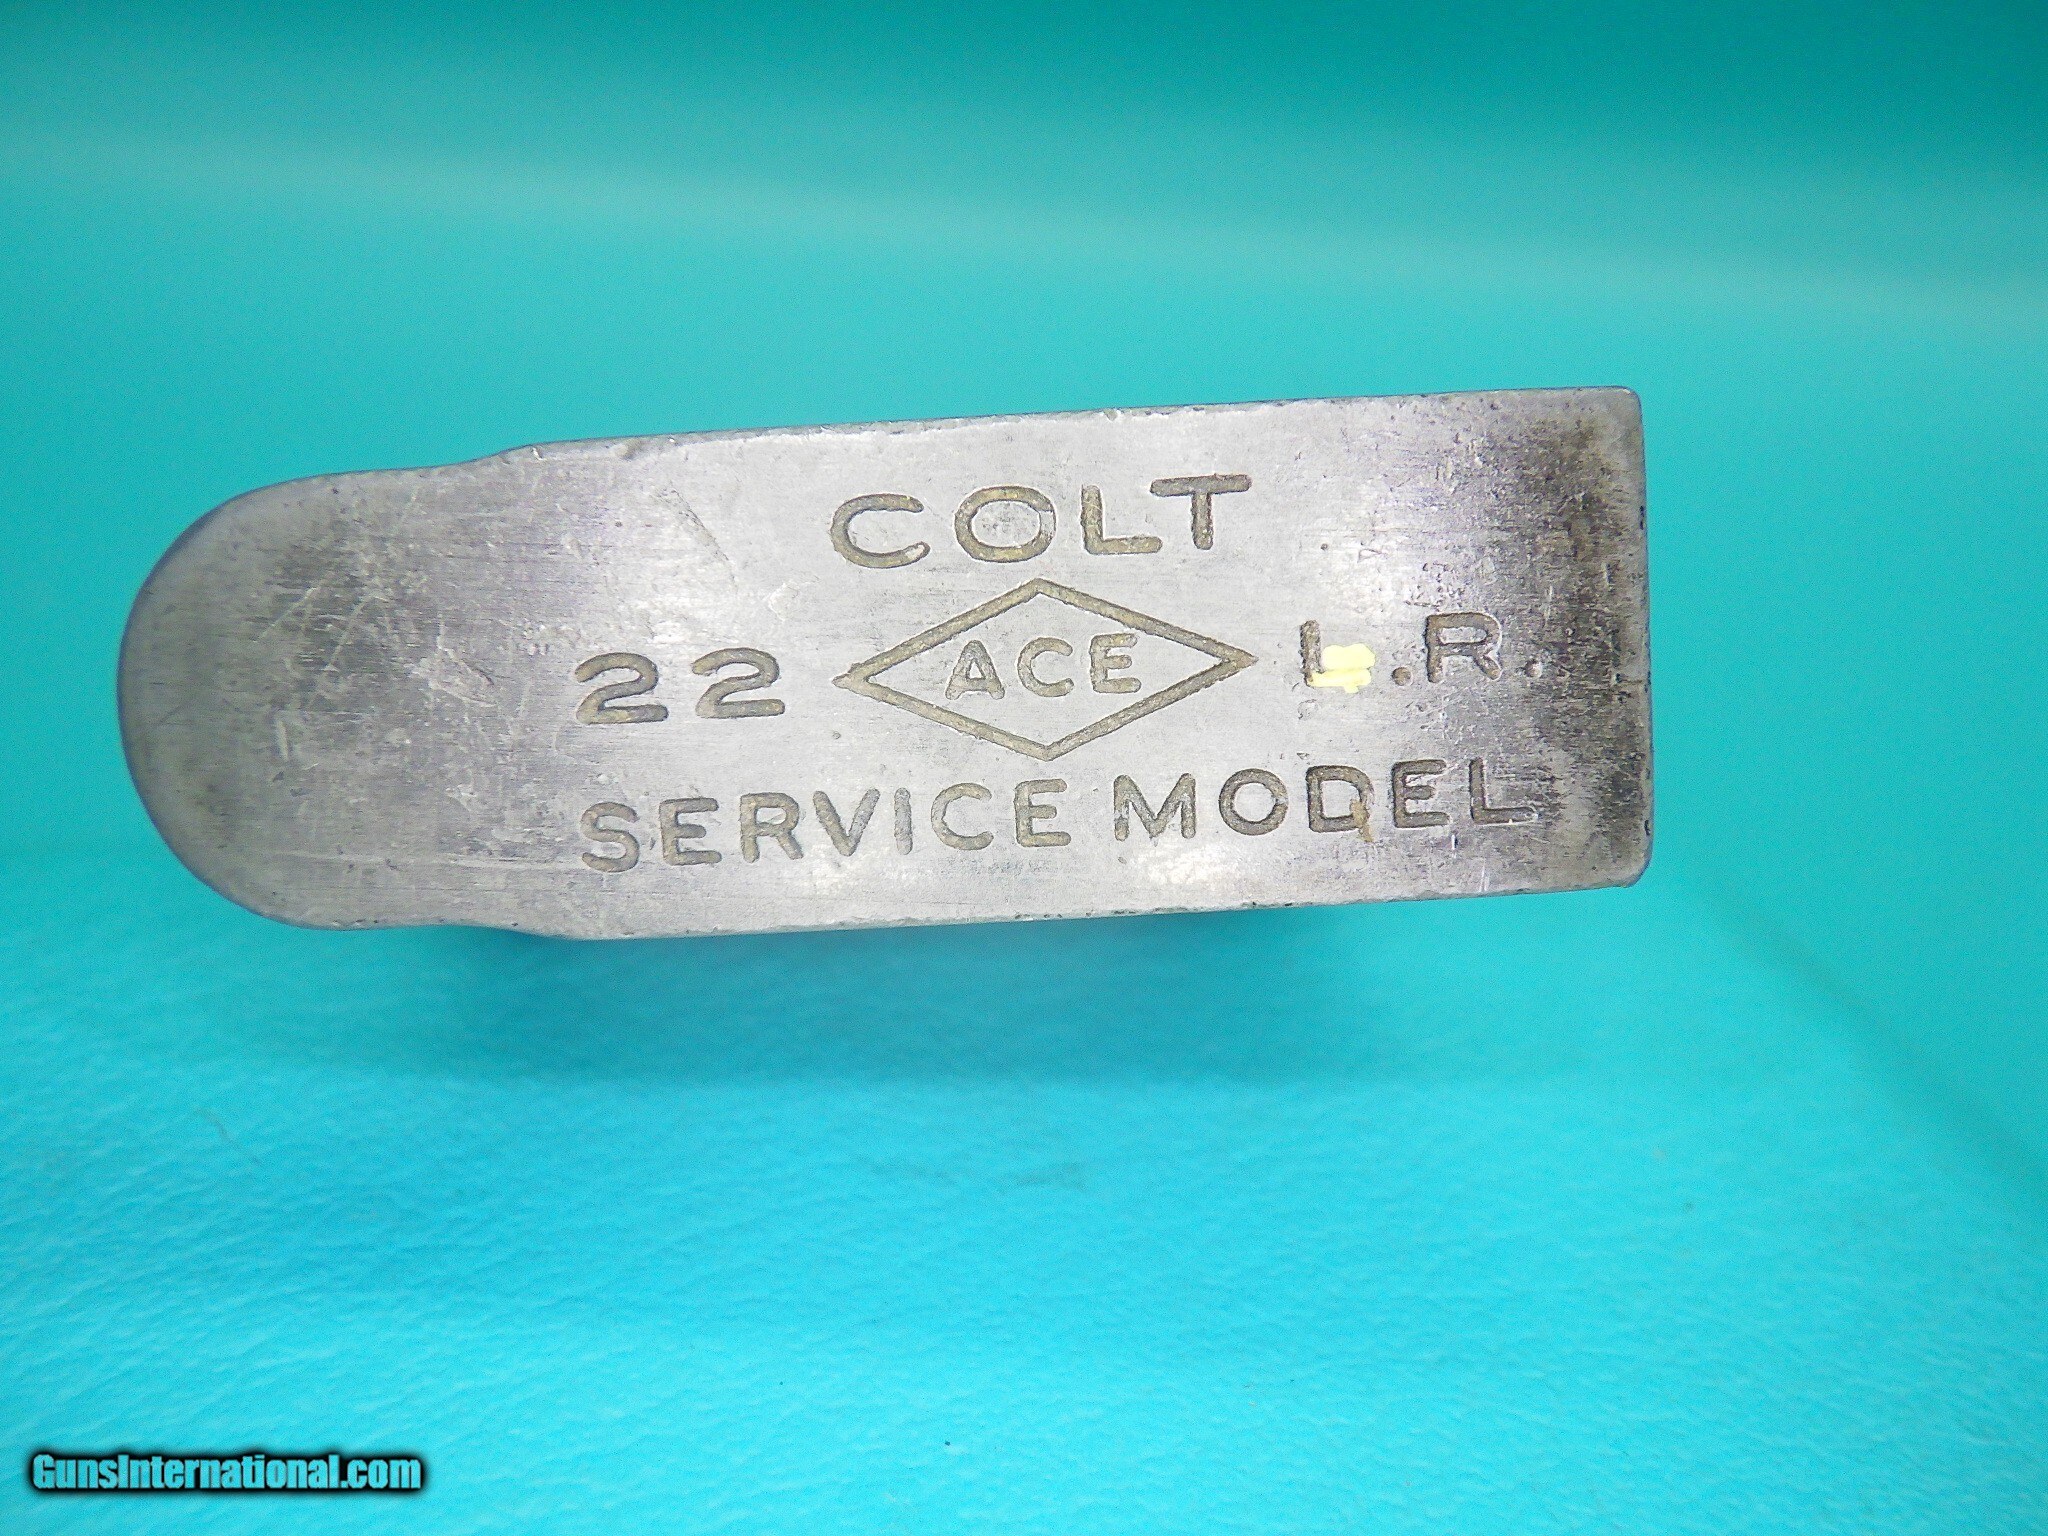 COLT
22 ACE L.R.
SERVICE MODEL
GunsInternational.com